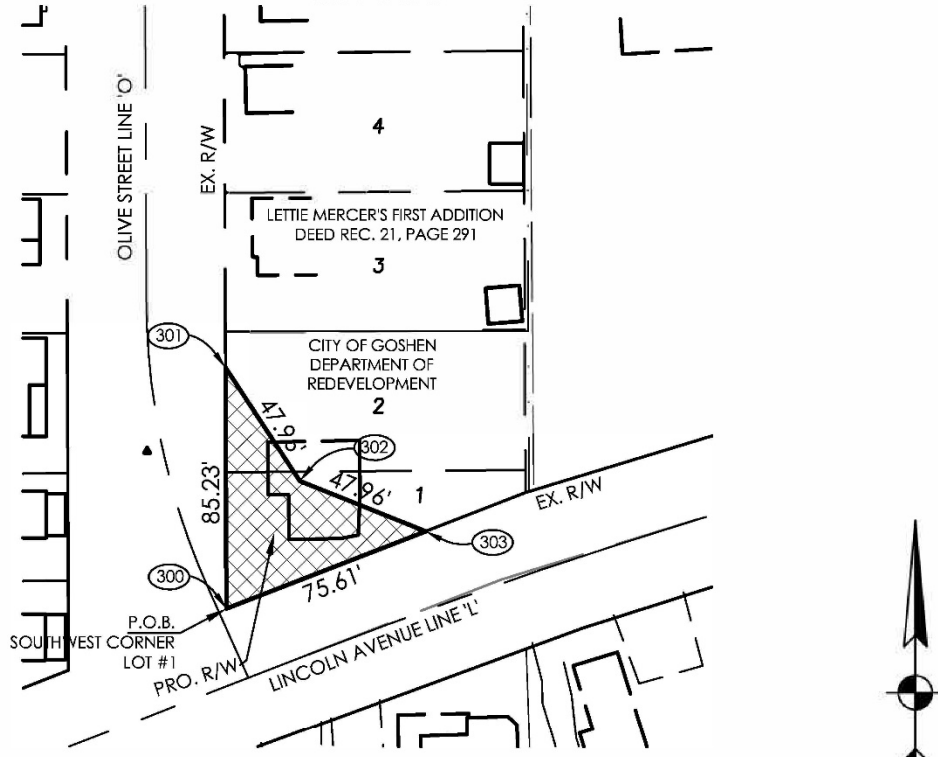 OLIVE STREET LINE 'O'
EX. R/W
4
LETTIE MERCER'S FIRST ADDITION
DEED REC. 21, PAGE 291
3
301
CITY OF GOSHEN
DEPARTMENT OF
REDEVELOPMENT
2
47.96'
302
85.23'
47.96'
1
EX. R/W
303
300
75.61'
P.O.B.
SOUTHWEST CORNER
LOT #1
PRO. R/W
LINCOLN AVENUE LINE 'L'